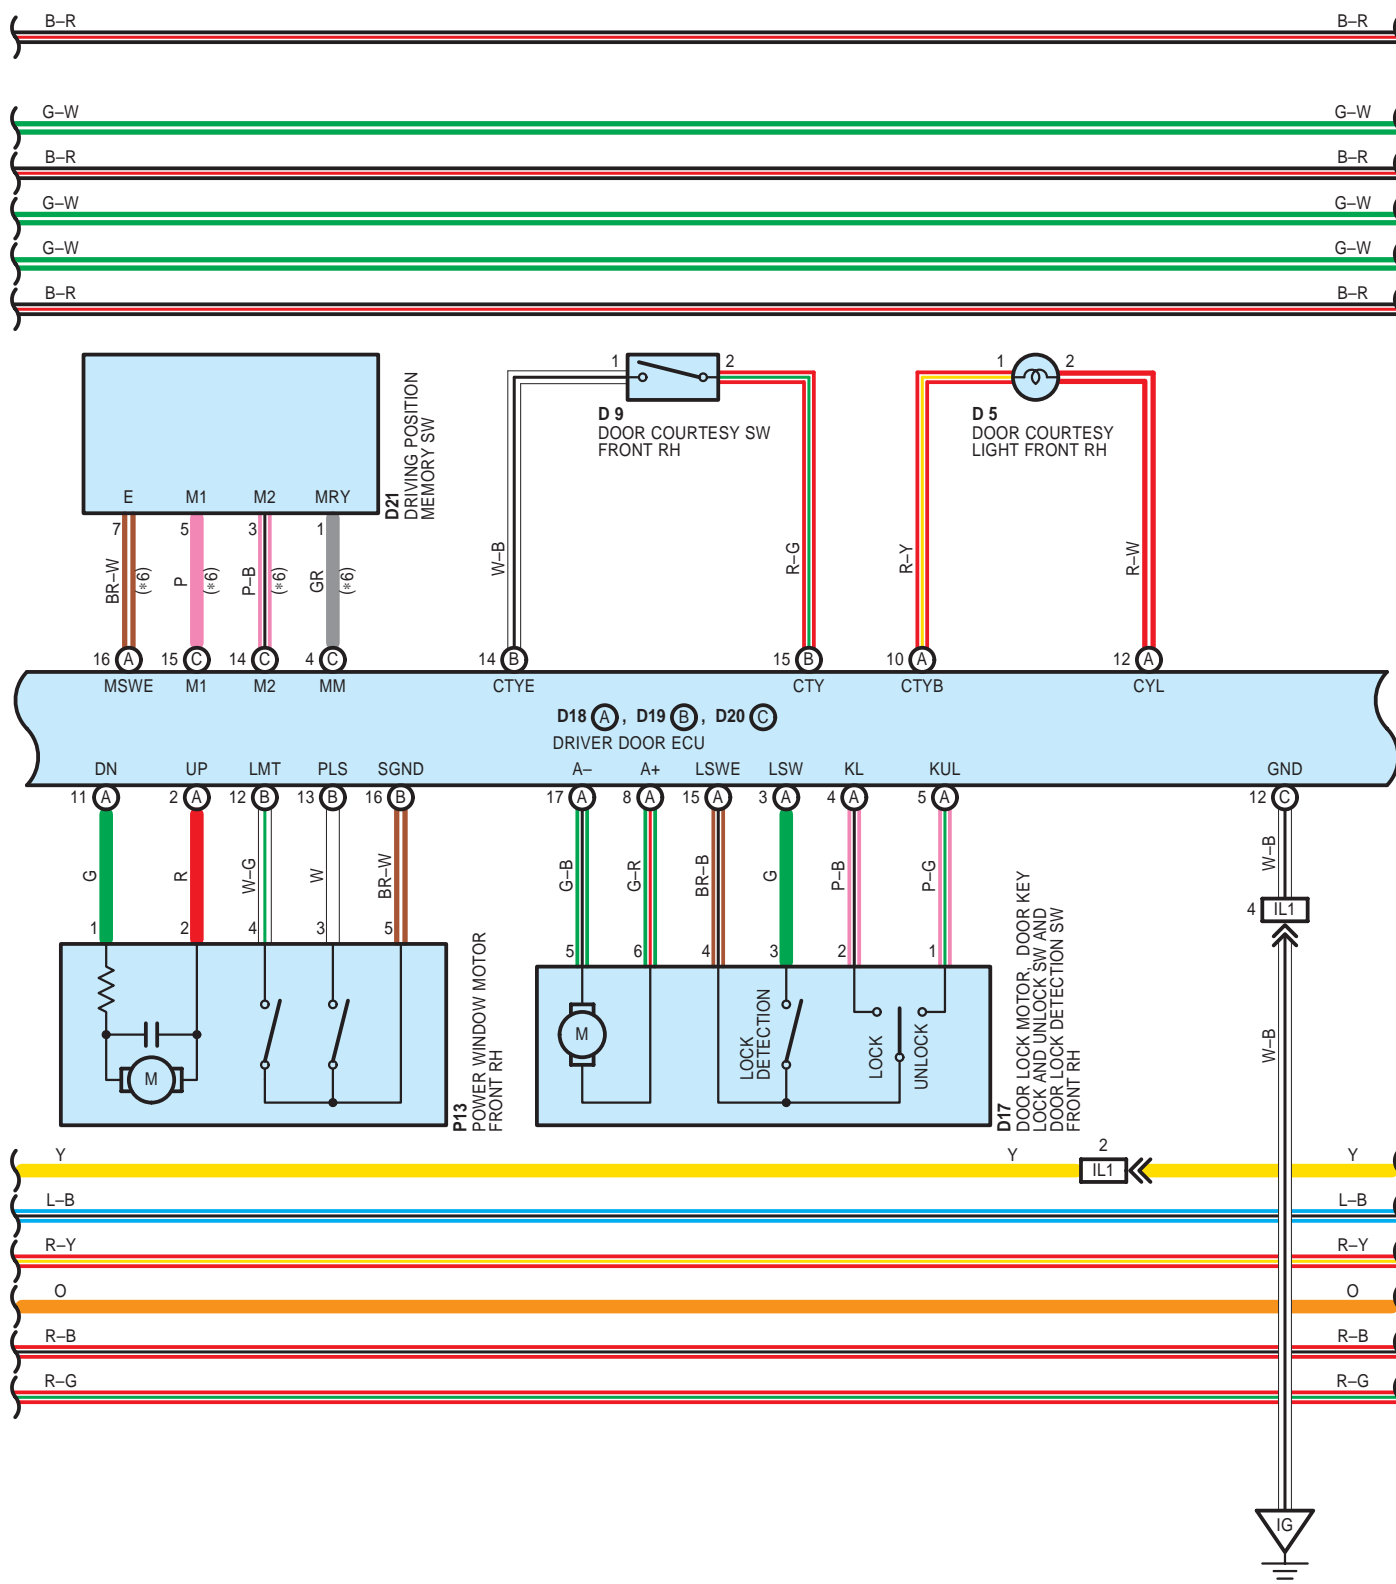 B–R B–R
G–W G–W
B–R B–R
G–W G–W
G–W G–W
B–R B–R
1 2
D 9
DOOR COURTESY SW
FRONT RH
1 2
D 5
DOOR COURTESY
LIGHT FRONT RH
D21
DRIVING POSITION
MEMORY SW
E M1 M2 MRY
7 5 3 1
BR–W (*6) P (*6) P–B (*6) GR (*6)
W–B R–G R–Y R–W
16 A 15 C 14 C 4 C 14 B 15 B 10 A 12 A
MSWE M1 M2 MM CTYE CTY CTYB CYL
D18 A , D19 B , D20 C
DRIVER DOOR ECU
DN UP LMT PLS SGND A– A+ LSWE LSW KL KUL GND
11 A 2 A 12 B 13 B 16 B 17 A 8 A 15 A 3 A 4 A 5 A 12 C
G R W–G W BR–W G–B G–R BR–B G P–B P–G W–B
4 IL1
1 2 4 3 5 5 6 4 3 2 1
M
P13
POWER WINDOW MOTOR
FRONT RH
M
LOCK
DETECTION
LOCK
UNLOCK
D17
DOOR LOCK MOTOR, DOOR KEY
LOCK AND UNLOCK SW AND
DOOR LOCK DETECTION SW
FRONT RH
W–B
Y Y 2 Y
IL1
L–B L–B
R–Y R–Y
O O
R–B R–B
R–G R–G
IG